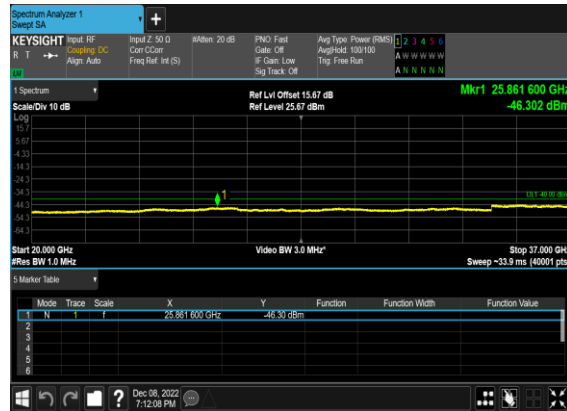 Spectrum Analyzer 1
Swept SA
+
KEYSIGHT Input: RF Input Z: 50 Ω #Atten: 20 dB PNO: Fast Avg Type: Power (RMS) 1 2 3 4 5 6
R T Coupling: DC Corr CCorr Gate: Off Avg|Hold: 100/100 A W W W W W
Align: Auto Freq Ref: Int (S) IF Gain: Low Trig: Free Run
Sig Track: Off A N N N N N
1 Spectrum Ref Lvl Offset 15.67 dB Mkr1 25.861 600 GHz
Scale/Div 10 dB Ref Level 25.67 dBm -46.302 dBm
Log
15.7
5.67
-4.33
-14.3
-24.3
-34.3
1
-44.3
-54.3
-64.3
Start 20.000 GHz Video BW 3.0 MHz* Stop 37.000 GHz
#Res BW 1.0 MHz Sweep ~33.9 ms (40001 pts)
5 Marker Table
Mode Trace Scale X Y Function Function Width Function Value
1 N 1 f 25.861 600 GHz -46.30 dBm
2
3
4
5
6
? Dec 08, 2022
7:12:08 PM